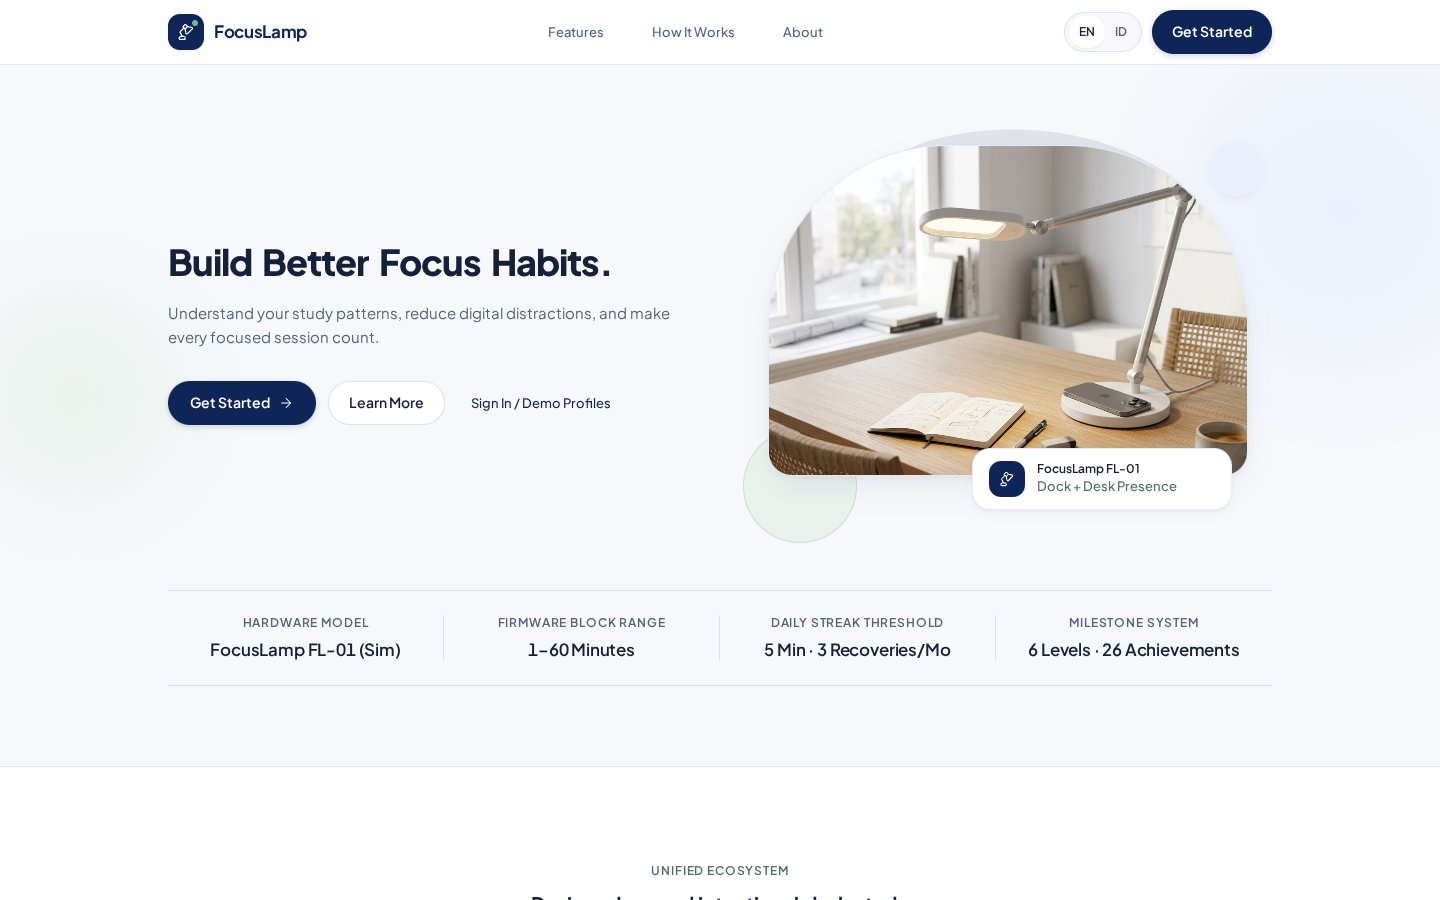 FocusLamp
Features
How It Works
About
EN
ID
Get Started
Build Better Focus Habits.
Understand your study patterns, reduce digital distractions, and make
every focused session count.
Get Started →
Learn More
Sign In / Demo Profiles
FocusLamp FL-01
Dock + Desk Presence
HARDWARE MODEL
FocusLamp FL-01 (Sim)
FIRMWARE BLOCK RANGE
1–60 Minutes
DAILY STREAK THRESHOLD
5 Min · 3 Recoveries/Mo
MILESTONE SYSTEM
6 Levels · 26 Achievements
UNIFIED ECOSYSTEM